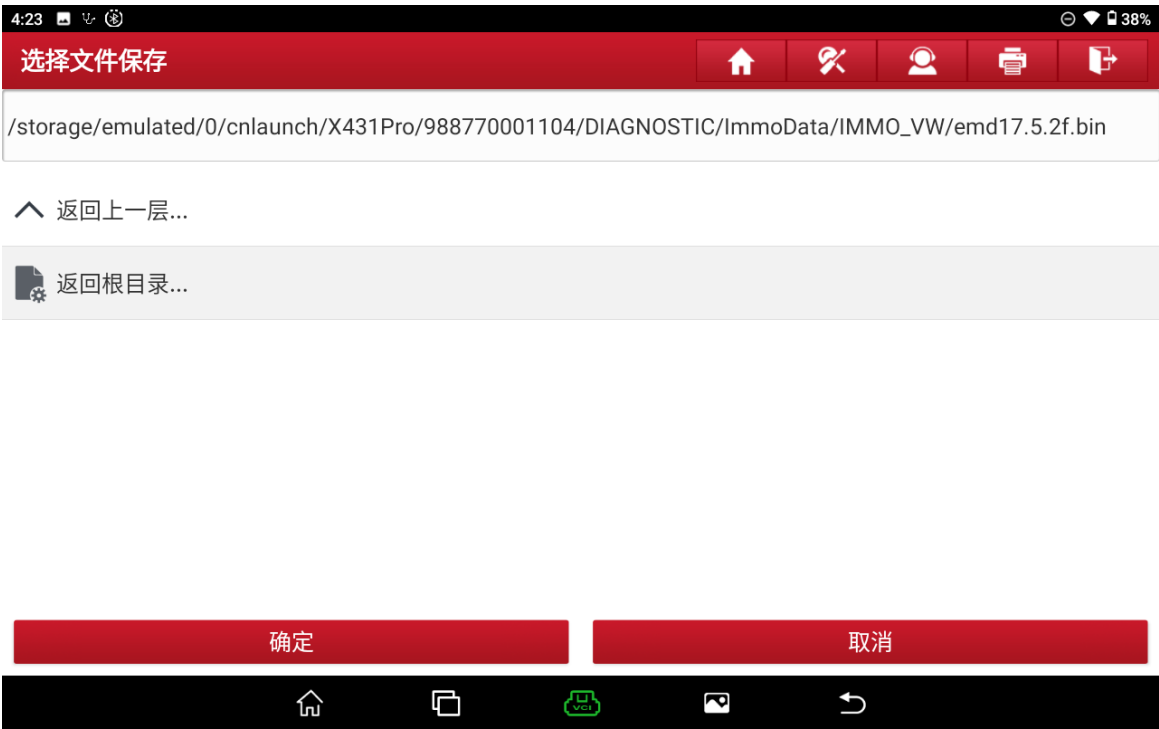 4:23
38%
选择文件保存
/storage/emulated/0/cnlaunch/X431Pro/988770001104/DIAGNOSTIC/ImmoData/IMMO_VW/emd17.5.2f.bin
返回上一层...
返回根目录...
确定
取消
VCI